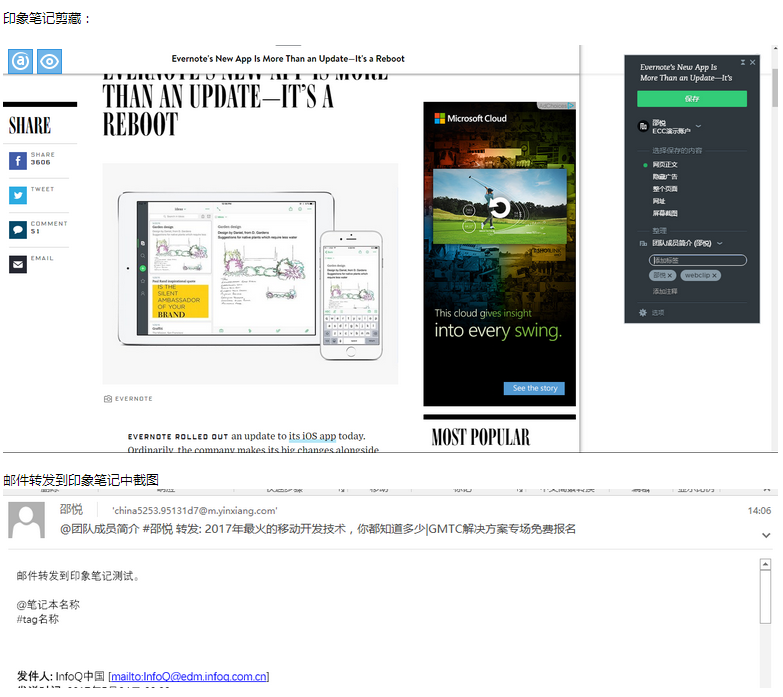 印象笔记剪藏：
Evernote's New App Is More Than an Update—It's a Reboot
EVERNOTE'S NEW APP IS MORE
THAN AN UPDATE—IT'S A
REBOOT
SHARE
SHARE
3606
TWEET
COMMENT
51
EMAIL
EVERNOTE
EVERNOTE ROLLED OUT an update to its iOS app today.
Ordinarily, the company makes its big changes alongside
AdChoices
Microsoft Cloud
This cloud gives insight
into every swing.
See the story
MOST POPULAR
Evernote's New App Is
More Than an Update—It's
保存
邵悦
ECC演示账户
选择保存的内容
网页正文
隐藏广告
整个页面
网址
屏幕截图
整理
团队成员简介 (邵悦)
添加标签
邵悦 ×
webclip ×
添加注释
选项
邮件转发到印象笔记中截图
邵悦
'china5253.95131d7@m.yinxiang.com'
14:06
@团队成员简介 #邵悦 转发: 2017年最火的移动开发技术，你都知道多少|GMTC解决方案专场免费报名
邮件转发到印象笔记测试。
@笔记本名称
#tag名称
发件人: InfoQ中国 [mailto:InfoQ@edm.infoq.com.cn]